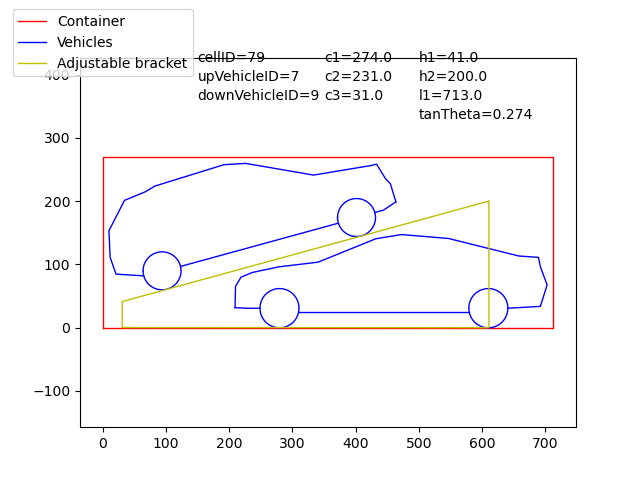 Container
Vehicles
Adjustable bracket
cellID=79 c1=274.0 h1=41.0
upVehicleID=7 c2=231.0 h2=200.0
downVehicleID=9 c3=31.0 l1=713.0
tanTheta=0.274
400
300
200
100
0
−100
0 100 200 300 400 500 600 700